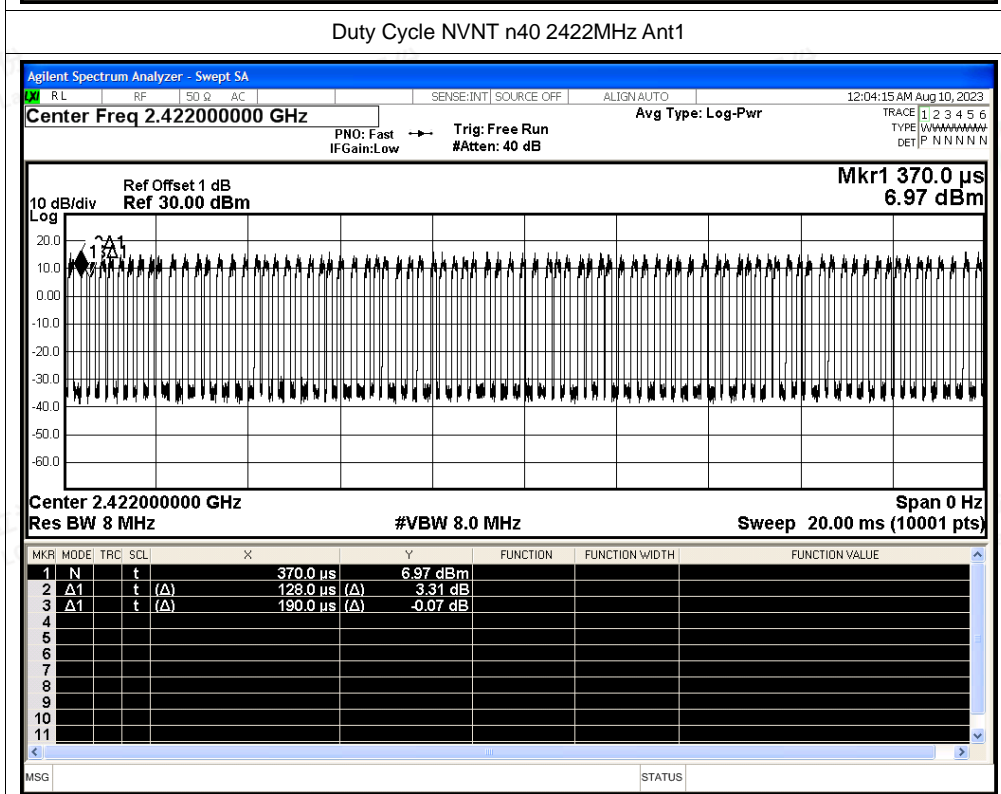 Duty Cycle NVNT n40 2422MHz Ant1
Agilent Spectrum Analyzer - Swept SA
LXI RL RF 50 Ω AC SENSE:INT SOURCE OFF ALIGN AUTO 12:04:15 AM Aug 10, 2023
Center Freq 2.422000000 GHz Avg Type: Log-Pwr TRACE 1 2 3 4 5 6
PNO: Fast Trig: Free Run TYPE WWWWWW
IFGain:Low #Atten: 40 dB DET P N N N N N
Mkr1 370.0 µs
6.97 dBm
Ref Offset 1 dB
10 dB/div Ref 30.00 dBm
Log
20.0
10.0
0.00
-10.0
-20.0
-30.0
-40.0
-50.0
-60.0
Center 2.422000000 GHz Span 0 Hz
Res BW 8 MHz #VBW 8.0 MHz Sweep 20.00 ms (10001 pts)
MKR MODE TRC SCL X Y FUNCTION FUNCTION WIDTH FUNCTION VALUE
1 N t 370.0 µs 6.97 dBm
2 Δ1 t (Δ) 128.0 µs (Δ) 3.31 dB
3 Δ1 t (Δ) 190.0 µs (Δ) -0.07 dB
4
5
6
7
8
9
10
11
MSG STATUS